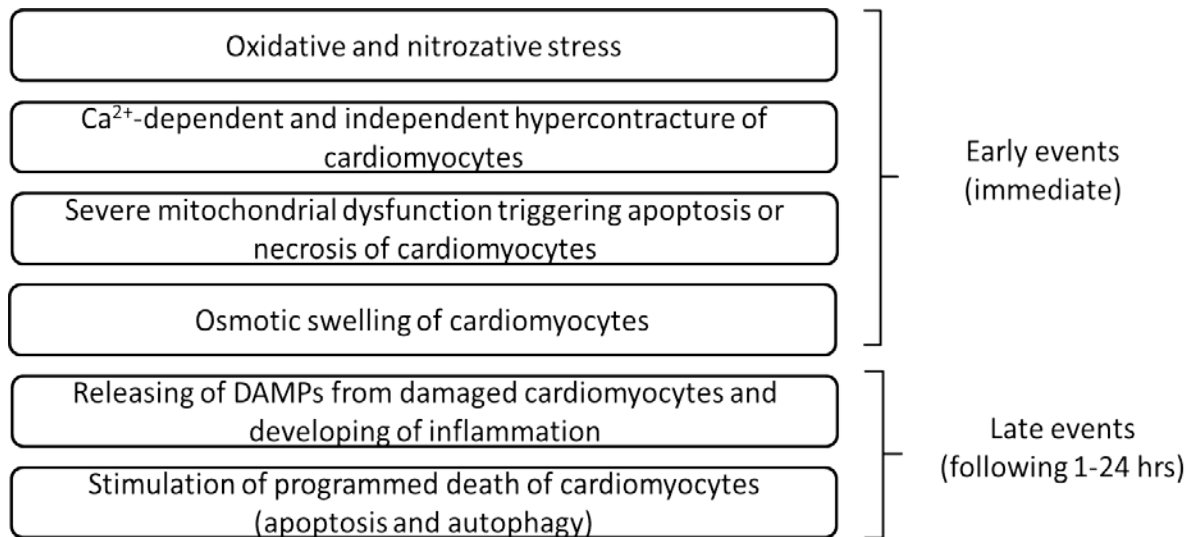 Oxidative and nitrozative stress
Ca²⁺-dependent and independent hypercontracture of
cardiomyocytes
Severe mitochondrial dysfunction triggering apoptosis or
necrosis of cardiomyocytes
Osmotic swelling of cardiomyocytes
Early events
(immediate)
Releasing of DAMPs from damaged cardiomyocytes and
developing of inflammation
Stimulation of programmed death of cardiomyocytes
(apoptosis and autophagy)
Late events
(following 1-24 hrs)